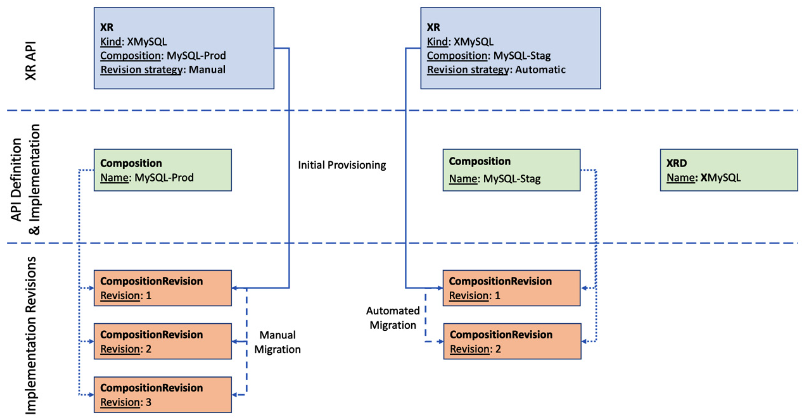 XR API
XR
Kind: XMySQL
Composition: MySQL-Prod
Revision strategy: Manual
XR
Kind: XMySQL
Composition: MySQL-Stag
Revision strategy: Automatic
API Definition
& Implementation
Composition
Name: MySQL-Prod
Initial Provisioning
Composition
Name: MySQL-Stag
XRD
Name: XMySQL
Implementation Revisions
CompositionRevision
Revision: 1
CompositionRevision
Revision: 2
CompositionRevision
Revision: 3
Manual
Migration
Automated
Migration
CompositionRevision
Revision: 1
CompositionRevision
Revision: 2